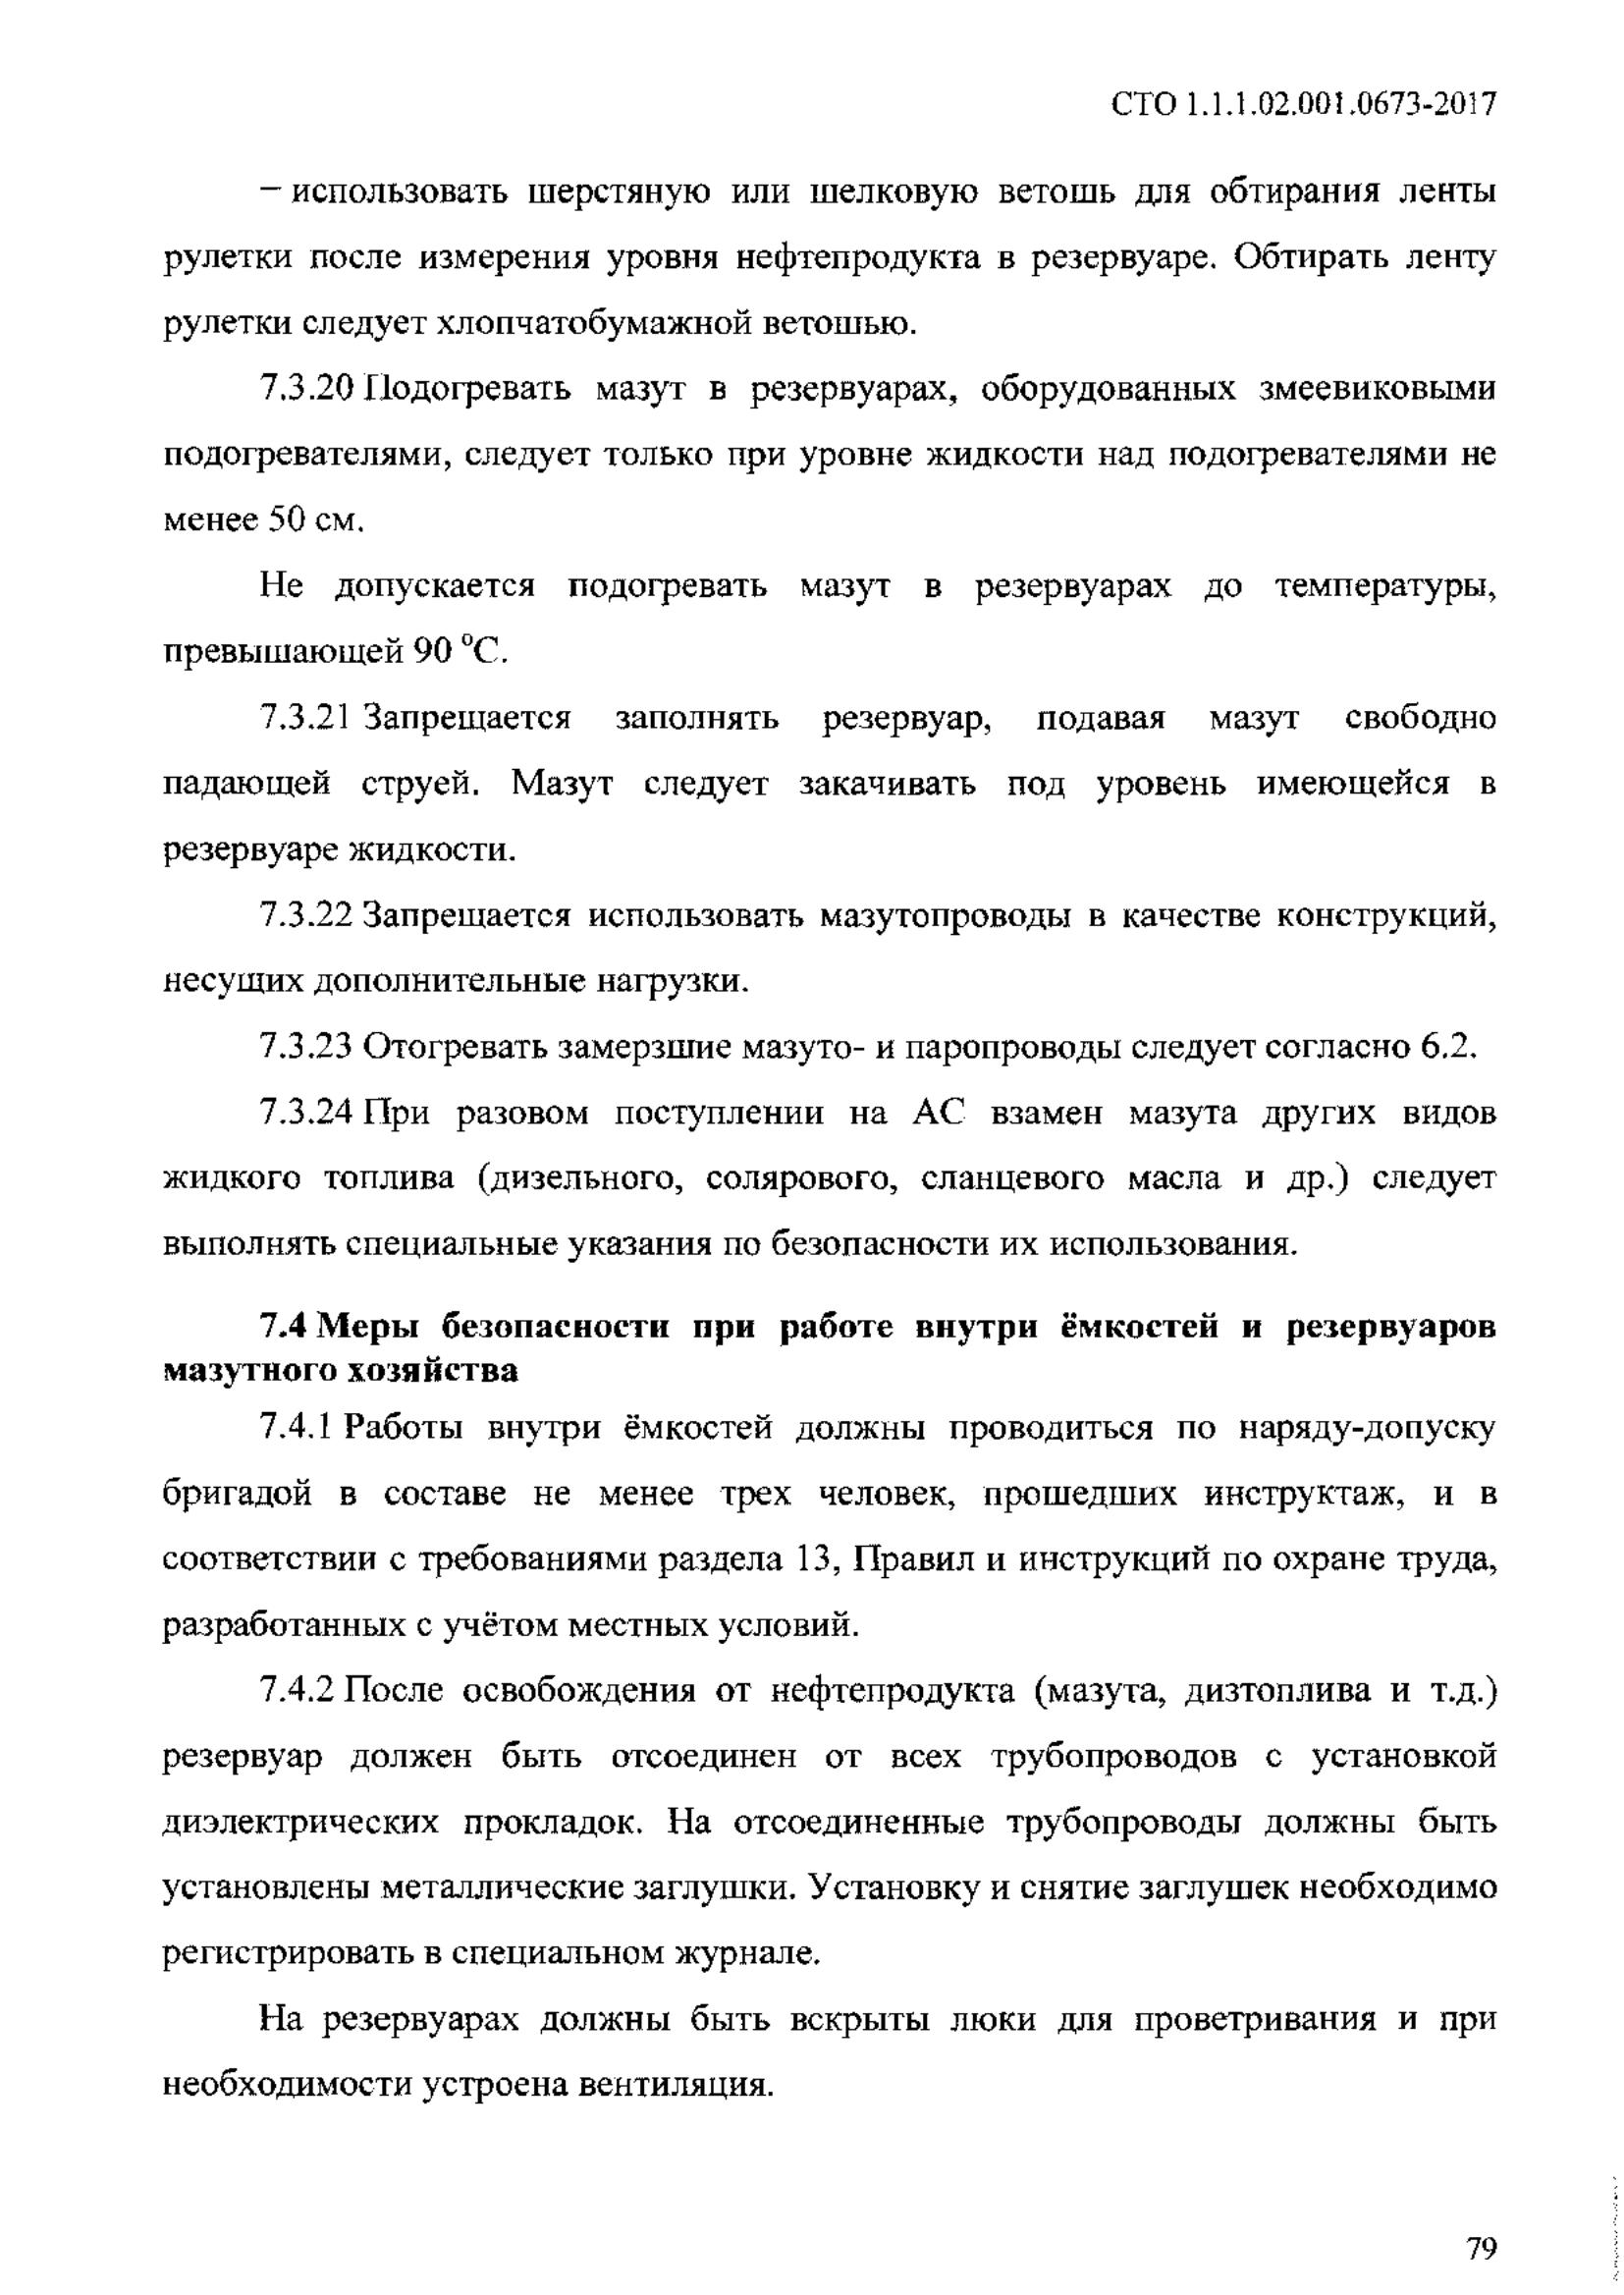 СТО 1.1.1.02.001.0673-2017
– использовать шерстяную или шелковую ветошь для обтирания ленты
рулетки после измерения уровня нефтепродукта в резервуаре. Обтирать ленту
рулетки следует хлопчатобумажной ветошью.
7.3.20 Подогревать мазут в резервуарах, оборудованных змеевиковыми
подогревателями, следует только при уровне жидкости над подогревателями не
менее 50 см.
Не допускается подогревать мазут в резервуарах до температуры,
превышающей 90 °С.
7.3.21 Запрещается заполнять резервуар, подавая мазут свободно
падающей струей. Мазут следует закачивать под уровень имеющейся в
резервуаре жидкости.
7.3.22 Запрещается использовать мазутопроводы в качестве конструкций,
несущих дополнительные нагрузки.
7.3.23 Отогревать замерзшие мазуто- и паропроводы следует согласно 6.2.
7.3.24 При разовом поступлении на АС взамен мазута других видов
жидкого топлива (дизельного, солярового, сланцевого масла и др.) следует
выполнять специальные указания по безопасности их использования.
7.4 Меры безопасности при работе внутри ёмкостей и резервуаров
мазутного хозяйства
7.4.1 Работы внутри ёмкостей должны проводиться по наряду-допуску
бригадой в составе не менее трех человек, прошедших инструктаж, и в
соответствии с требованиями раздела 13, Правил и инструкций по охране труда,
разработанных с учётом местных условий.
7.4.2 После освобождения от нефтепродукта (мазута, дизтоплива и т.д.)
резервуар должен быть отсоединен от всех трубопроводов с установкой
диэлектрических прокладок. На отсоединенные трубопроводы должны быть
установлены металлические заглушки. Установку и снятие заглушек необходимо
регистрировать в специальном журнале.
На резервуарах должны быть вскрыты люки для проветривания и при
необходимости устроена вентиляция.
79